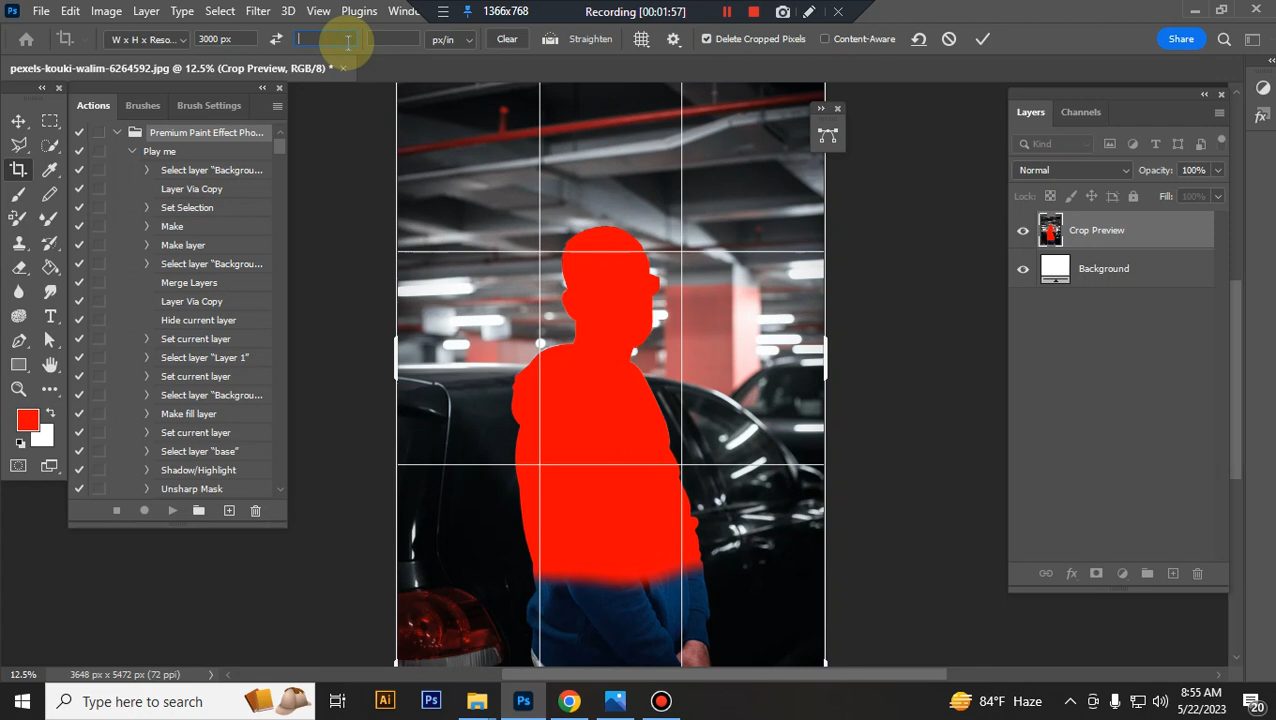 File Edit Image Layer Type Select Filter 3D View Plugins Windo
1366x768
Recording [00:01:57]
W x H x Reso...
3000 px
px/in
Clear
Straighten
Delete Cropped Pixels
Content-Aware
Share
pexels-kouki-walim-6264592.jpg @ 12.5% (Crop Preview, RGB/8) *
Actions
Brushes
Brush Settings
Premium Paint Effect Pho...
Play me
Select layer "Backgrou...
Layer Via Copy
Set Selection
Make
Make layer
Select layer "Backgrou...
Merge Layers
Layer Via Copy
Hide current layer
Set current layer
Select layer "Layer 1"
Set current layer
Select layer "Backgrou...
Make fill layer
Set current layer
Select layer "base"
Shadow/Highlight
Unsharp Mask
Layers
Channels
Kind
Normal
Opacity: 100%
Lock:
Fill: 100%
Crop Preview
Background
12.5%
3648 px x 5472 px (72 ppi)
Type here to search
Ai
Ps
Ps
84°F Haze
8:55 AM
5/22/2023
20